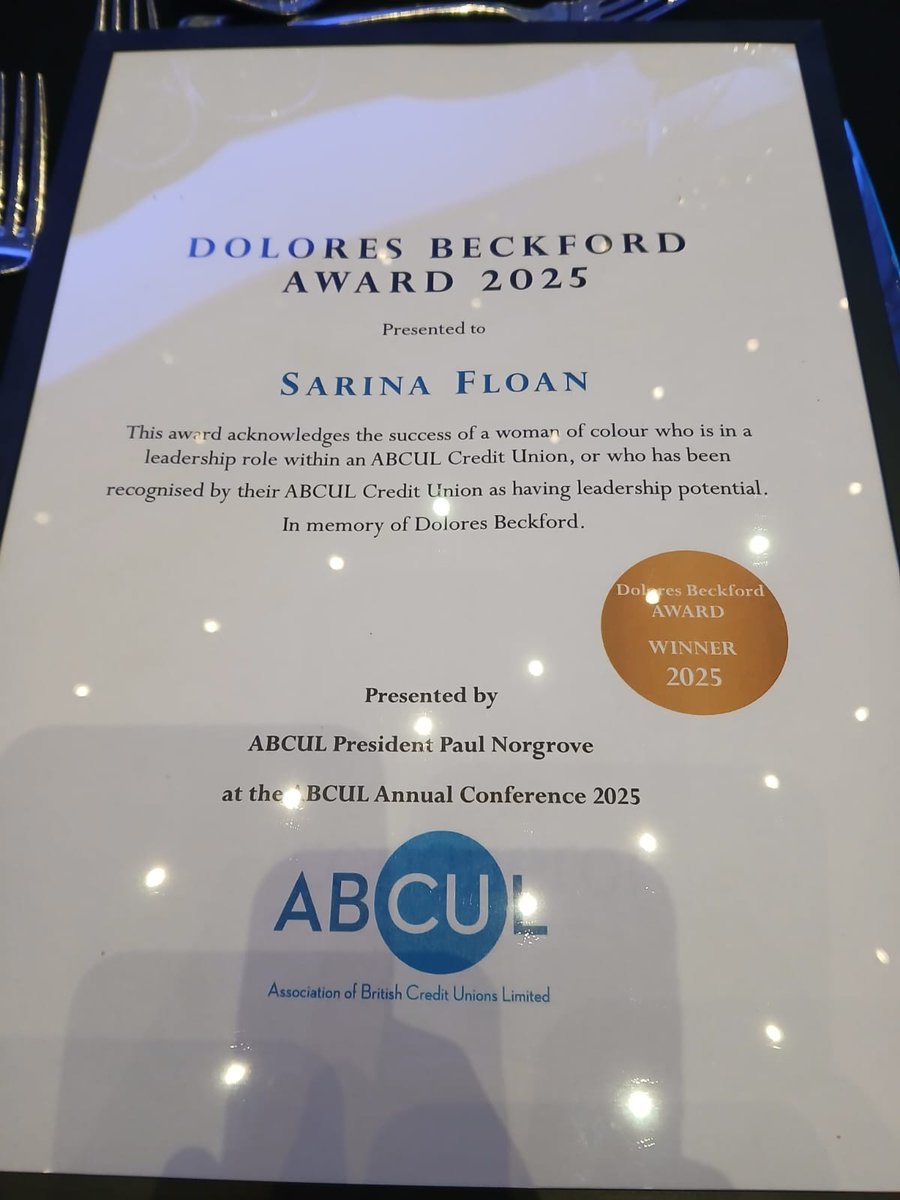 DOLORES BECKFORD
AWARD 2025
Presented to
SARINA FLOAN
This award acknowledges the success of a woman of colour who is in a
leadership role within an ABCUL Credit Union, or who has been
recognised by their ABCUL Credit Union as having leadership potential.
In memory of Dolores Beckford.
Dolores Beckford
AWARD
WINNER
2025
Presented by
ABCUL President Paul Norgrove
at the ABCUL Annual Conference 2025
ABCUL
Association of British Credit Unions Limited